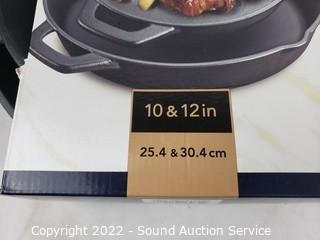 10 & 12 in
25.4 & 30.4 cm
Copyright 2022 - Sound Auction Service